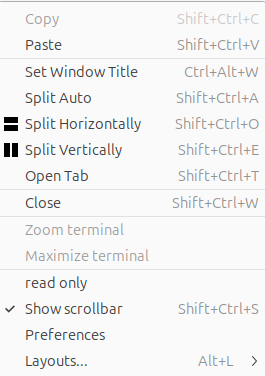 Copy Shift+Ctrl+C
Paste Shift+Ctrl+V
Set Window Title Ctrl+Alt+W
Split Auto Shift+Ctrl+A
Split Horizontally Shift+Ctrl+O
Split Vertically Shift+Ctrl+E
Open Tab Shift+Ctrl+T
Close Shift+Ctrl+W
Zoom terminal
Maximize terminal
read only
Show scrollbar Shift+Ctrl+S
Preferences
Layouts... Alt+L